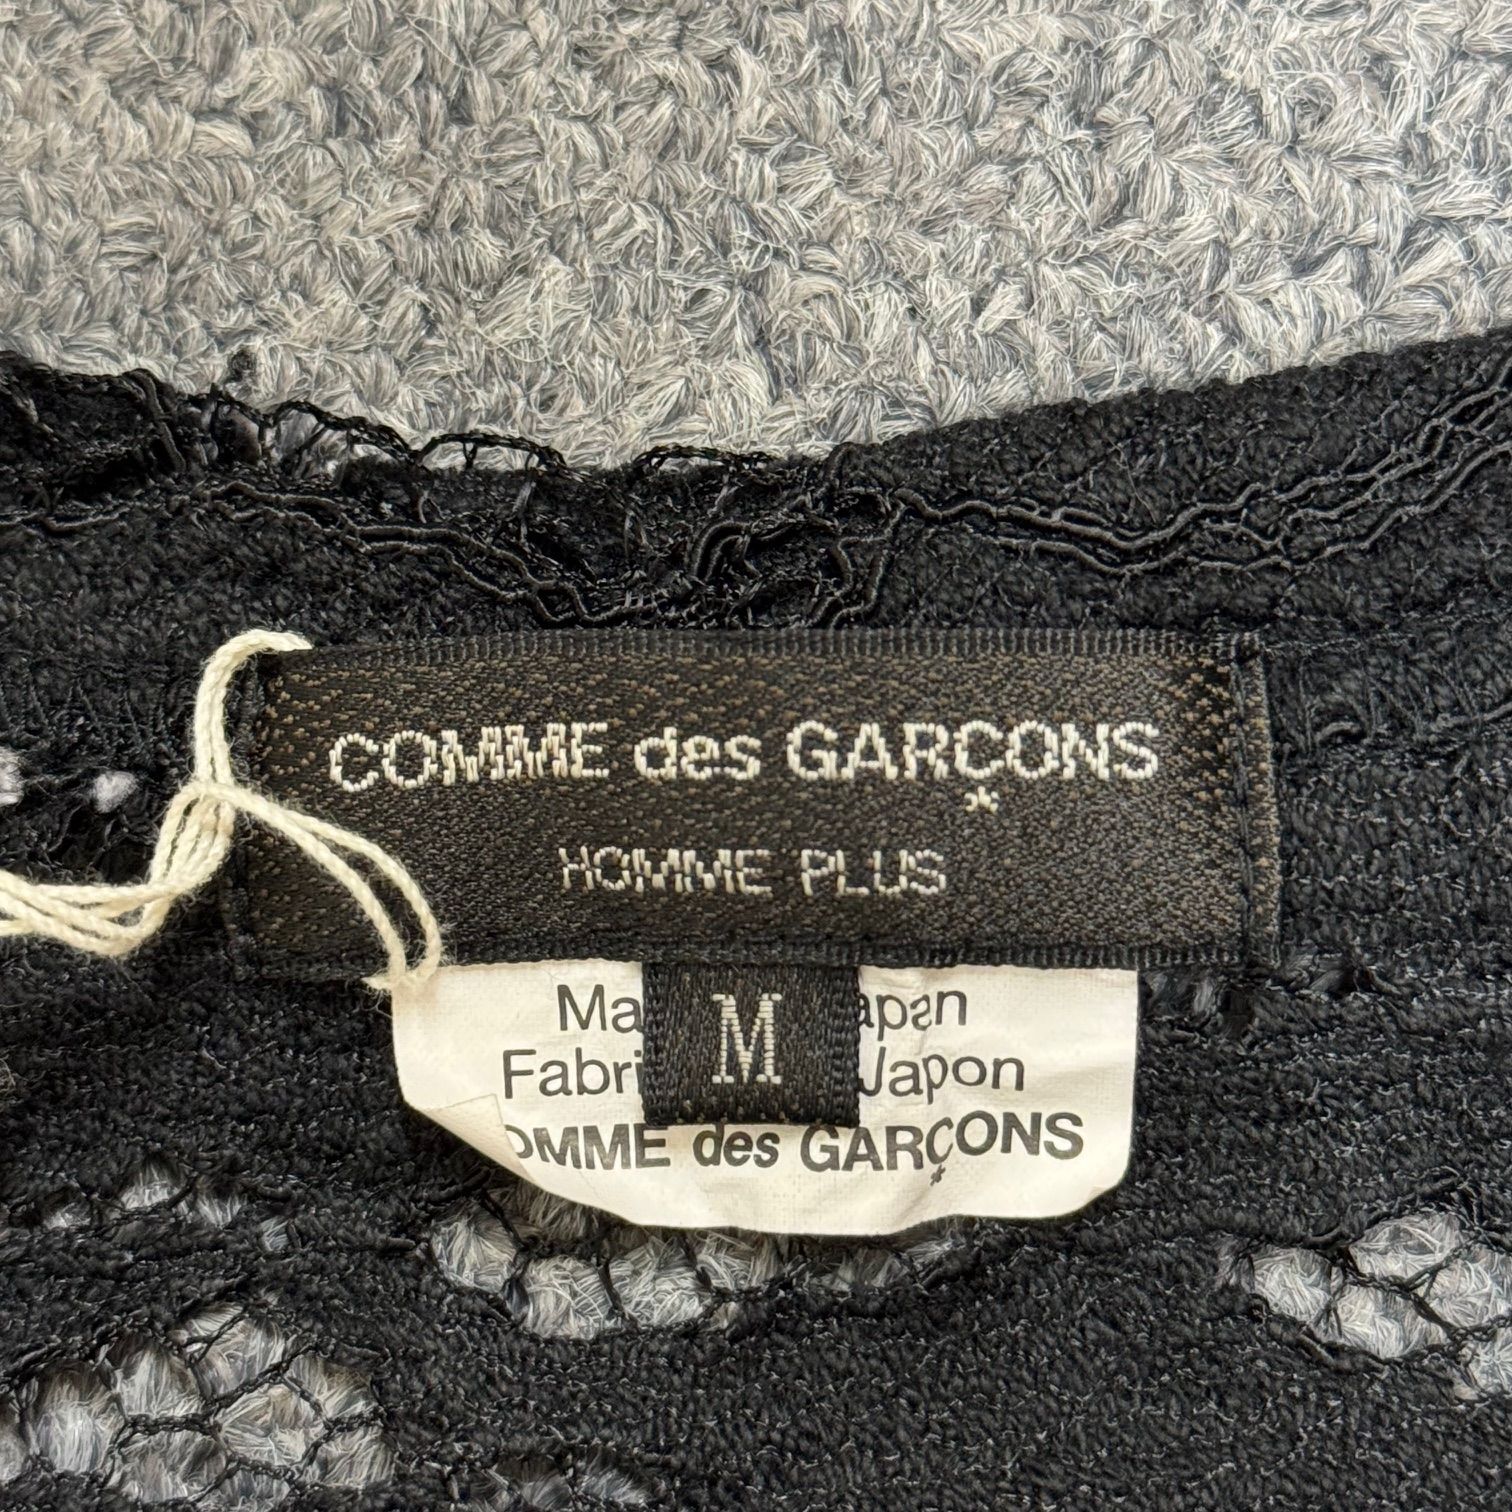 COMME des GARÇONS
HOMME PLUS
M
Ma apan
Fabri Japon
OMME des GARÇONS